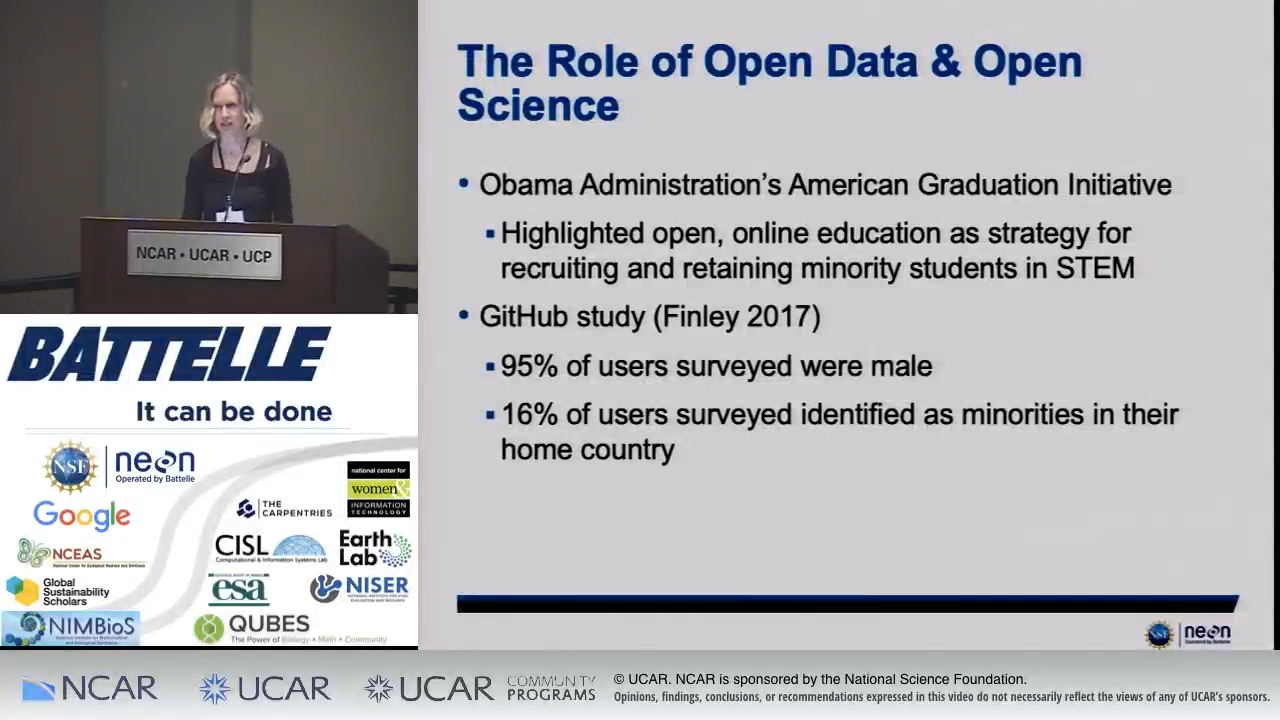 The Role of Open Data & Open
Science
• Obama Administration's American Graduation Initiative
▪ Highlighted open, online education as strategy for
recruiting and retaining minority students in STEM
• GitHub study (Finley 2017)
▪ 95% of users surveyed were male
▪ 16% of users surveyed identified as minorities in their
home country
NCAR • UCAR • UCP
BATTELLE
It can be done
NSF
neon
Operated by Battelle
national center for
women &
INFORMATION
TECHNOLOGY
Google
THE
CARPENTRIES
NCEAS
CISL
Computational & Information Systems Lab
Earth
Lab
Global
Sustainability
Scholars
esa
NISER
NIMBioS
QUBES
The Power of Biology • Math • Community
NSF
neon
Operated by Battelle
NCAR
UCAR
UCAR
COMMUNITY
PROGRAMS
© UCAR. NCAR is sponsored by the National Science Foundation.
Opinions, findings, conclusions, or recommendations expressed in this video do not necessarily reflect the views of any of UCAR's sponsors.